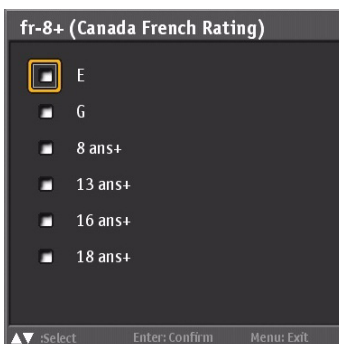 fr-8+ (Canada French Rating)
E
G
8 ans+
13 ans+
16 ans+
18 ans+
▲▼ :Select Enter: Confirm Menu: Exit